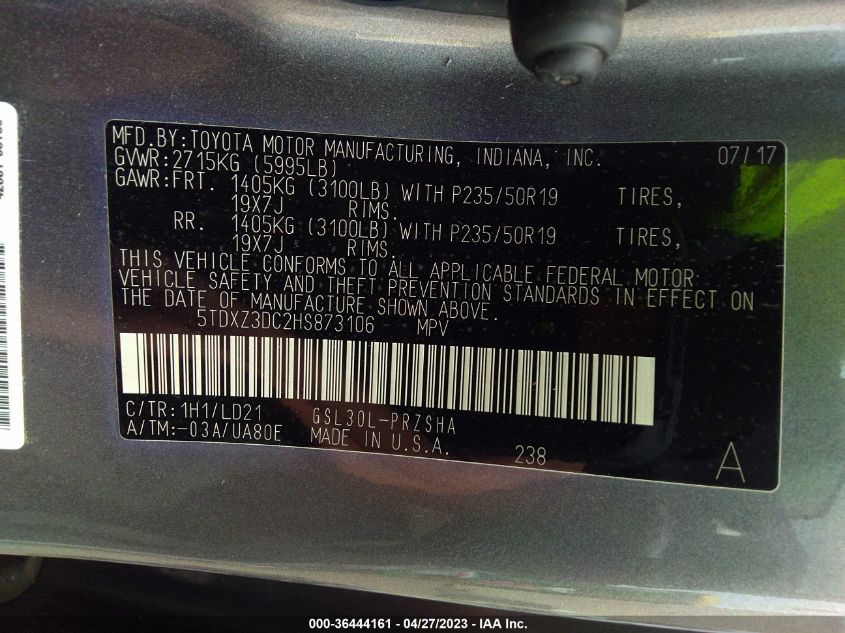 MFD.BY:TOYOTA MOTOR MANUFACTURING, INDIANA, INC. 07/17
GVWR:2715KG (5995LB)
GAWR:FRT. 1405KG (3100LB) WITH P235/50R19 TIRES,
19X7J RIMS.
RR. 1405KG (3100LB) WITH P235/50R19 TIRES,
19X7J RIMS.
THIS VEHICLE CONFORMS TO ALL APPLICABLE FEDERAL MOTOR
VEHICLE SAFETY AND THEFT PREVENTION STANDARDS IN EFFECT ON
THE DATE OF MANUFACTURE SHOWN ABOVE.
5TDXZ3DC2HS873106 MPV
C/TR:1H1/LD21 GSL30L-PRZSHA
A/TM:-03A/UA80E MADE IN U.S.A. 238 A
000-36444161 - 04/27/2023 - IAA Inc.